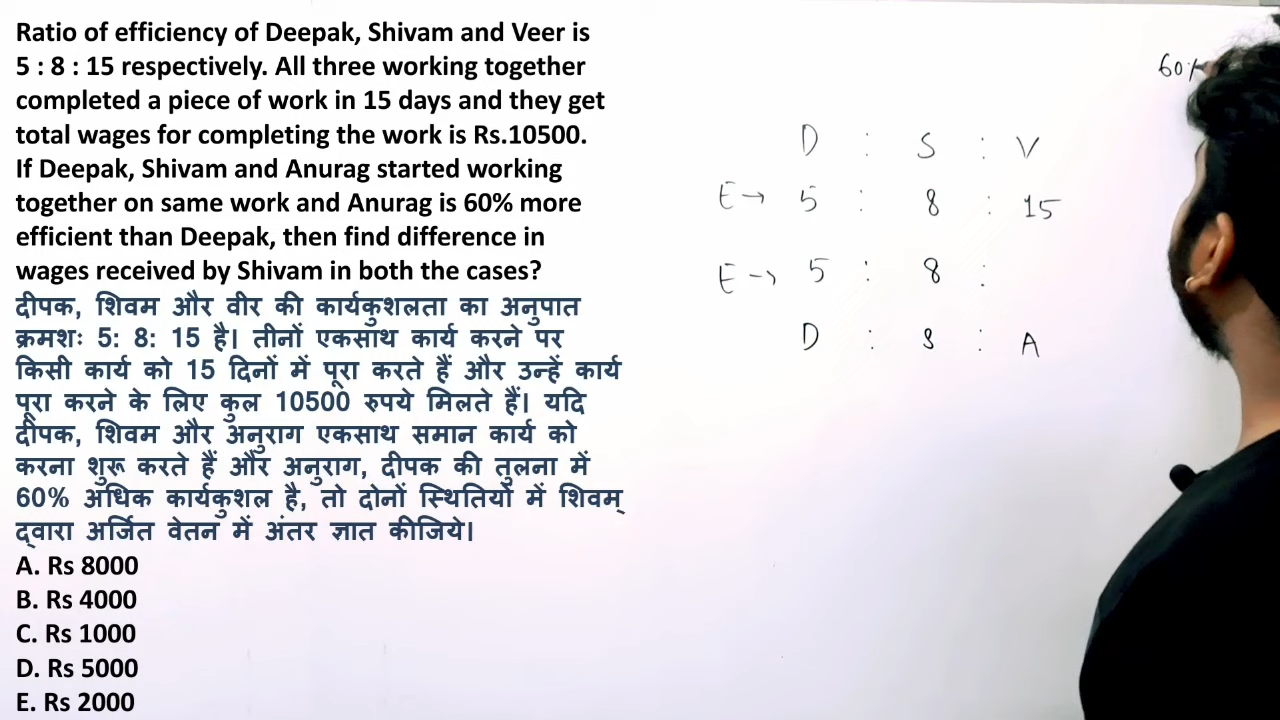 Ratio of efficiency of Deepak, Shivam and Veer is
5 : 8 : 15 respectively. All three working together
completed a piece of work in 15 days and they get
total wages for completing the work is Rs.10500.
If Deepak, Shivam and Anurag started working
together on same work and Anurag is 60% more
efficient than Deepak, then find difference in
wages received by Shivam in both the cases?
दीपक, शिवम और वीर की कार्यकुशलता का अनुपात
क्रमशः 5: 8: 15 है। तीनों एकसाथ कार्य करने पर
किसी कार्य को 15 दिनों में पूरा करते हैं और उन्हें कार्य
पूरा करने के लिए कुल 10500 रुपये मिलते हैं। यदि
दीपक, शिवम और अनुराग एकसाथ समान कार्य को
करना शुरू करते हैं और अनुराग, दीपक की तुलना में
60% अधिक कार्यकुशल है, तो दोनों स्थितियों में शिवम्
द्वारा अर्जित वेतन में अंतर ज्ञात कीजिये।
A. Rs 8000
B. Rs 4000
C. Rs 1000
D. Rs 5000
E. Rs 2000
60%
D : S : V
E→ 5 : 8 : 15
E→ 5 : 8 :
D : S : A